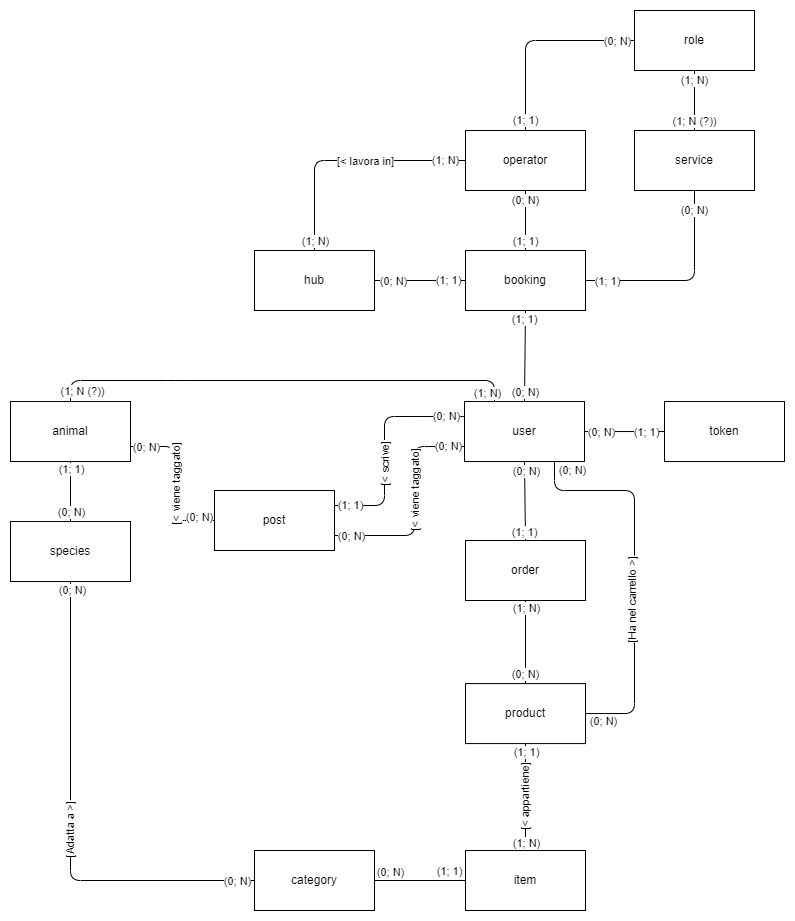 (0; N)
role
(1; N)
(1; 1)
(1; N (?))
operator
service
[< lavora in]
(1; N)
(0; N)
(0; N)
(1; N)
(1; 1)
hub
(0; N)
(1; 1)
booking
(1; 1)
(1; 1)
(1; N (?))
(1; N)
(0; N)
animal
(0; N)
[< viene taggato]
(0; N)
post
(1; 1)
[< scrive]
(0; N)
(0; N)
[< viene taggato]
(0; N)
user
(0; N)
(1; 1)
token
(1; 1)
(0; N)
species
(0; N)
(0; N)
(0; N)
(1; 1)
order
(1; N)
[Ha nel carrello >]
(0; N)
product
(0; N)
(1; 1)
[< appartiene]
(1; N)
[Adatta a >]
(0; N)
category
(0; N)
(1; 1)
item